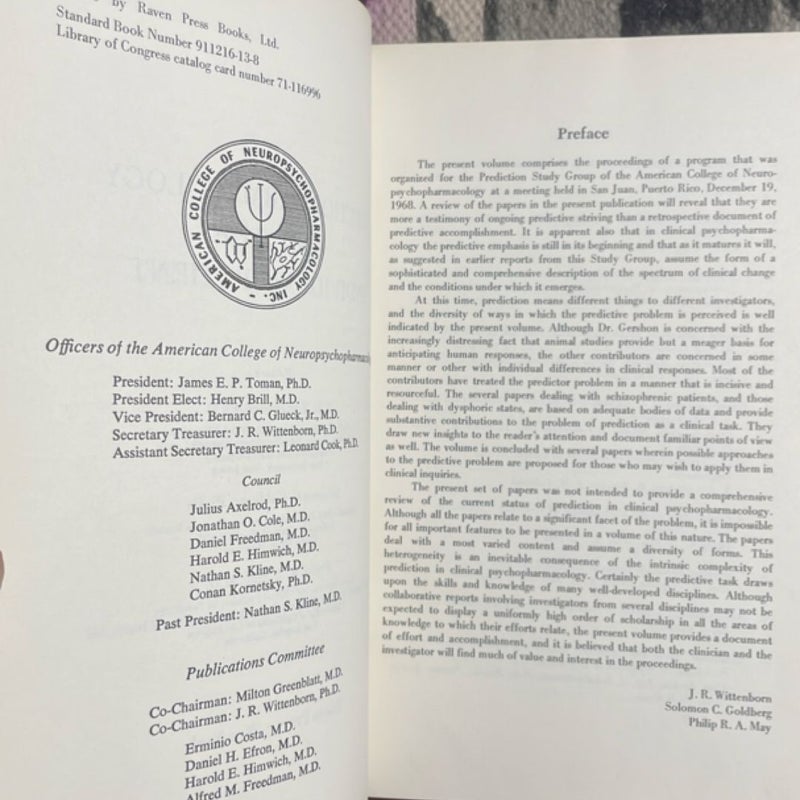 by Raven Press Books, Ltd.
Standard Book Number 911216-13-8
Library of Congress catalog card number 71-116996
AMERICAN COLLEGE OF NEUROPSYCHOPHARMACOLOGY INC.
Officers of the American College of Neuropsychopharmacology
President: James E. P. Toman, Ph.D.
President Elect: Henry Brill, M.D.
Vice President: Bernard C. Glueck, Jr., M.D.
Secretary Treasurer: J. R. Wittenborn, Ph.D.
Assistant Secretary Treasurer: Leonard Cook, Ph.D.
Council
Julius Axelrod, Ph.D.
Jonathan O. Cole, M.D.
Daniel Freedman, M.D.
Harold E. Himwich, M.D.
Nathan S. Kline, M.D.
Conan Kornetsky, Ph.D.
Past President: Nathan S. Kline, M.D.
Publications Committee
Co-Chairman: Milton Greenblatt, M.D.
Co-Chairman: J. R. Wittenborn, Ph.D.
Erminio Costa, M.D.
Daniel H. Efron, M.D.
Harold E. Himwich, M.D.
Alfred M. Freedman, M.D.
Preface
The present volume comprises the proceedings of a program that was
organized for the Prediction Study Group of the American College of Neuro-
psychopharmacology at a meeting held in San Juan, Puerto Rico, December 19,
1968. A review of the papers in the present publication will reveal that they are
more a testimony of ongoing predictive striving than a retrospective document of
predictive accomplishment. It is apparent also that in clinical psychopharma-
cology the predictive emphasis is still in its beginning and that as it matures it will,
as suggested in earlier reports from this Study Group, assume the form of a
sophisticated and comprehensive description of the spectrum of clinical change
and the conditions under which it emerges.
At this time, prediction means different things to different investigators,
and the diversity of ways in which the predictive problem is perceived is well
indicated by the present volume. Although Dr. Gershon is concerned with the
increasingly distressing fact that animal studies provide but a meager basis for
anticipating human responses, the other contributors are concerned in some
manner or other with individual differences in clinical responses. Most of the
contributors have treated the predictor problem in a manner that is incisive and
resourceful. The several papers dealing with schizophrenic patients, and those
dealing with dysphoric states, are based on adequate bodies of data and provide
substantive contributions to the problem of prediction as a clinical task. They
draw new insights to the reader's attention and document familiar points of view
as well. The volume is concluded with several papers wherein possible approaches
to the predictive problem are proposed for those who may wish to apply them in
clinical inquiries.
The present set of papers was not intended to provide a comprehensive
review of the current status of prediction in clinical psychopharmacology.
Although all the papers relate to a significant facet of the problem, it is impossible
for all important features to be presented in a volume of this nature. The papers
deal with a most varied content and assume a diversity of forms. This
heterogeneity is an inevitable consequence of the intrinsic complexity of
prediction in clinical psychopharmacology. Certainly the predictive task draws
upon the skills and knowledge of many well-developed disciplines. Although
collaborative reports involving investigators from several disciplines may not be
expected to display a uniformly high order of scholarship in all the areas of
knowledge to which their efforts relate, the present volume provides a document
of effort and accomplishment, and it is believed that both the clinician and the
investigator will find much of value and interest in the proceedings.
J. R. Wittenborn
Solomon C. Goldberg
Philip R. A. May